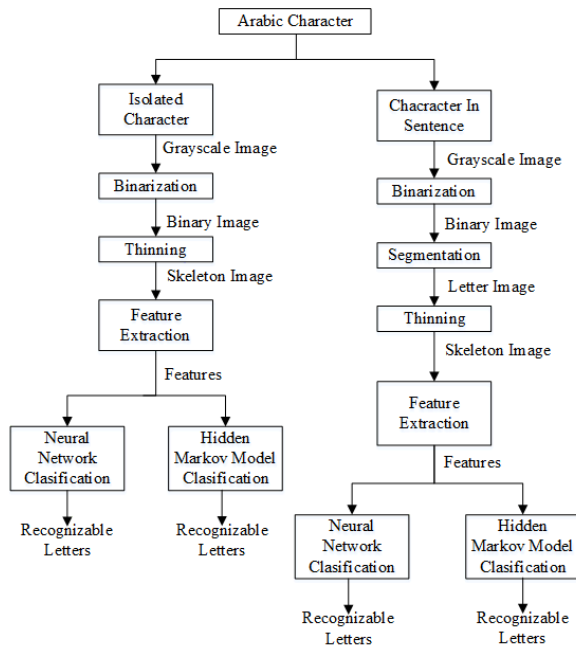 Arabic Character
Isolated
Character
Grayscale Image
Binarization
Binary Image
Thinning
Skeleton Image
Feature
Extraction
Features
Neural
Network
Clasification
Hidden
Markov Model
Clasification
Recognizable
Letters
Recognizable
Letters
Chacracter In
Sentence
Grayscale Image
Binarization
Binary Image
Segmentation
Letter Image
Thinning
Skeleton Image
Feature
Extraction
Features
Neural
Network
Clasification
Hidden
Markov Model
Clasification
Recognizable
Letters
Recognizable
Letters